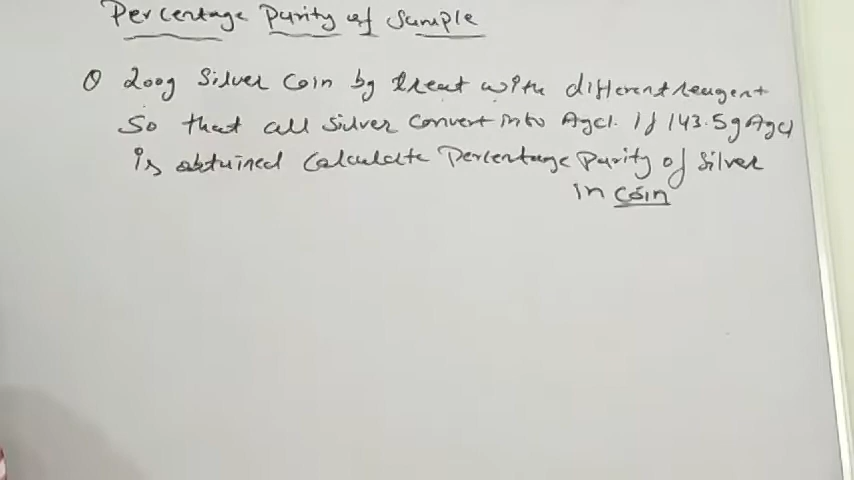 Percentage Purity of Sample
Q 200g Silver Coin by treat with different reagent
So that all Silver Convert into Agcl. if 143.5g Agcl
is obtained Calculate Percentage Purity of Silver
in coin